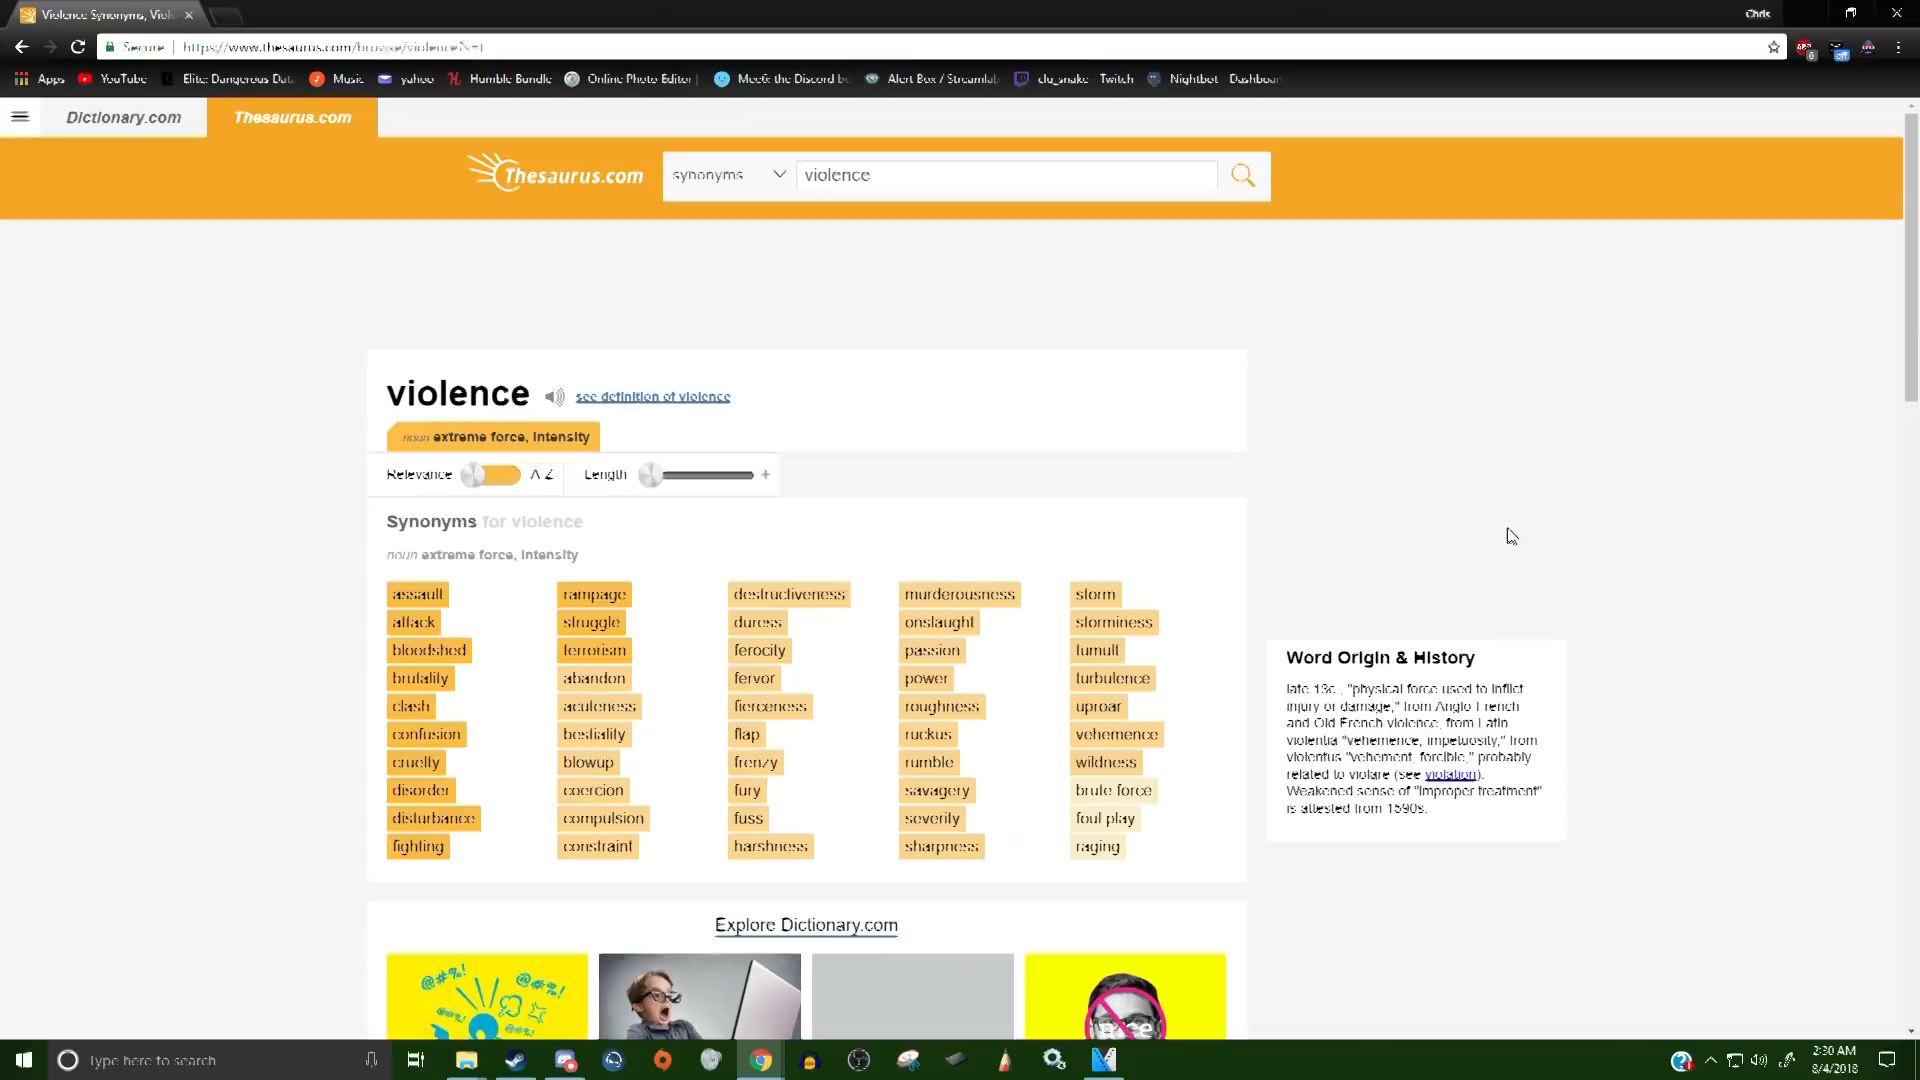 Violence Synonyms, Viol
Chris
Secure
https://www.thesaurus.com/browse/violence?s=t
Apps
YouTube
Elite: Dangerous Dat
Music
yahoo
Humble Bundle
Online Photo Editor |
Mee6: the Discord b
Alert Box / Streamlab
clu_snake - Twitch
Nightbot - Dashboar
Dictionary.com
Thesaurus.com
Thesaurus.com
synonyms
violence
violence
see definition of violence
noun extreme force, intensity
Relevance
A-Z
Length
+
Synonyms for violence
noun extreme force, intensity
assault
attack
bloodshed
brutality
clash
confusion
cruelty
disorder
disturbance
fighting
rampage
struggle
terrorism
abandon
acuteness
bestiality
blowup
coercion
compulsion
constraint
destructiveness
duress
ferocity
fervor
fierceness
flap
frenzy
fury
fuss
harshness
murderousness
onslaught
passion
power
roughness
ruckus
rumble
savagery
severity
sharpness
storm
storminess
tumult
turbulence
uproar
vehemence
wildness
brute force
foul play
raging
Word Origin & History
late 13c., "physical force used to inflict
injury or damage," from Anglo-French
and Old French violence, from Latin
violentia "vehemence, impetuosity," from
violentus "vehement, forcible," probably
related to violare (see violation).
Weakened sense of "improper treatment"
is attested from 1590s.
Explore Dictionary.com
@#%!
@#%!
Type here to search
2:30 AM
8/4/2018